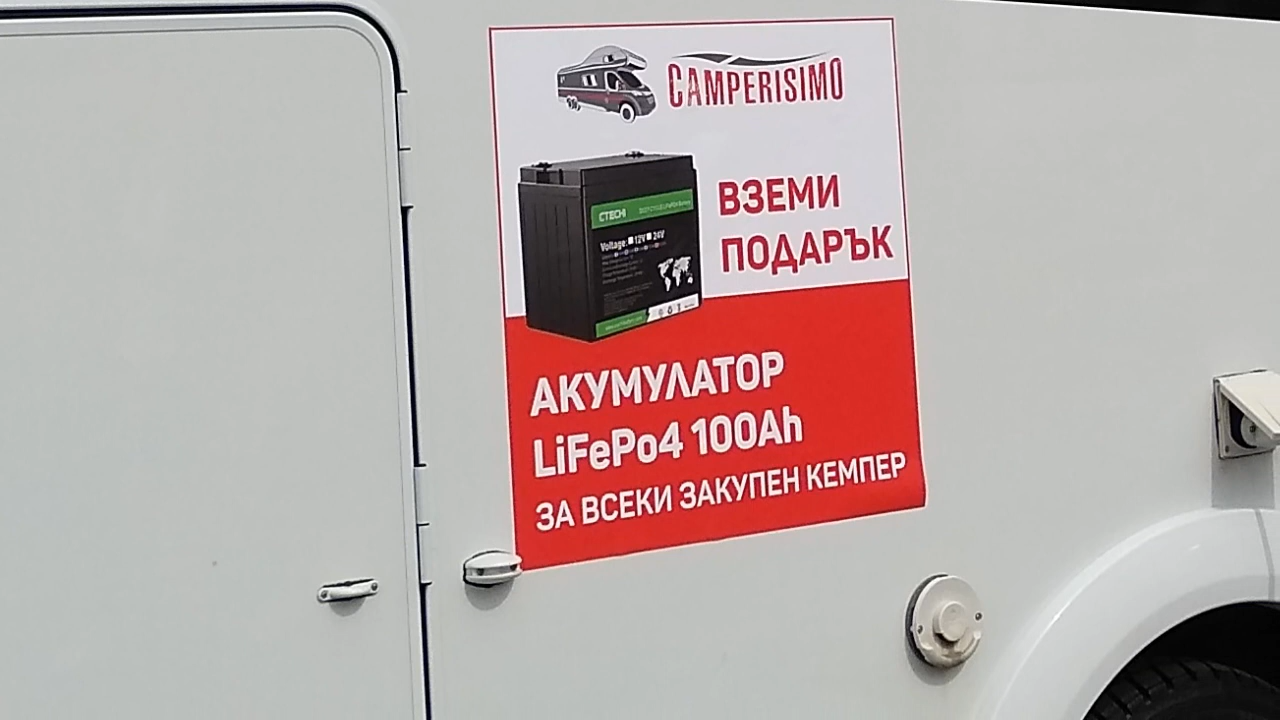 CAMPERISIMO
ВЗЕМИ
ПОДАРЪК
CTECHi
Voltage: 12V 24V
АКУМУЛАТОР
LiFePo4 100Ah
ЗА ВСЕКИ ЗАКУПЕН КЕМПЕР